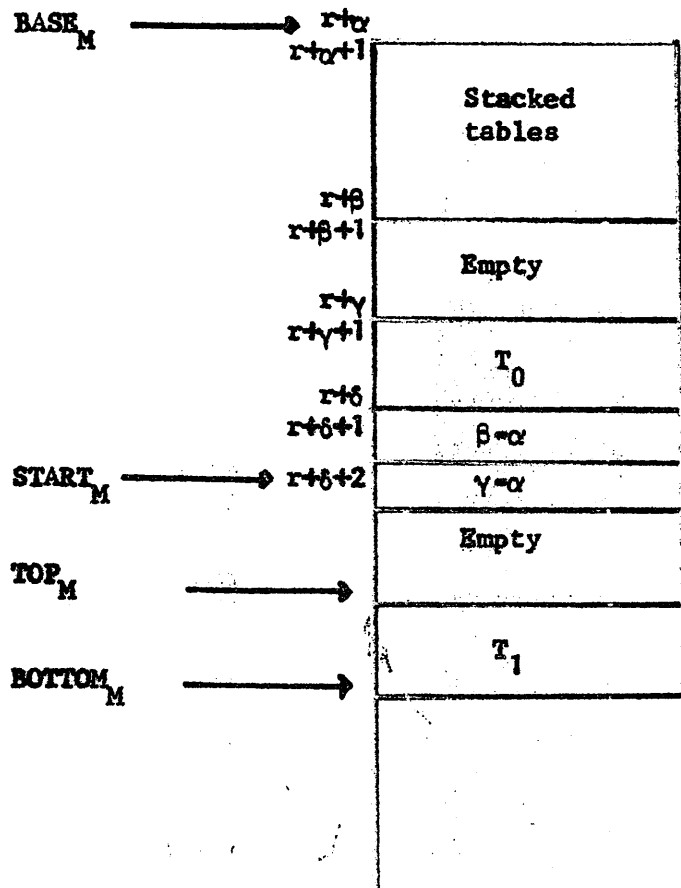 BASE_M r+α
r+α+1
Stacked
tables
r+β
r+β+1
Empty
r+γ
r+γ+1
T_0
r+δ
r+δ+1 β-α
START_M r+δ+2 γ-α
Empty
TOP_M
T_1
BOTTOM_M